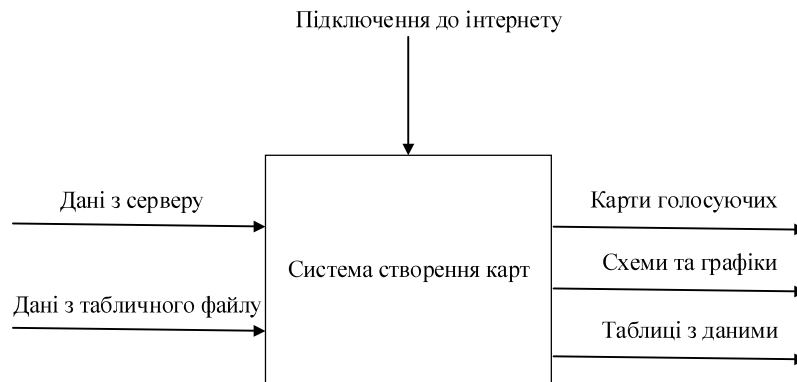 Підключення до інтернету
Дані з серверу
Дані з табличного файлу
Система створення карт
Карти голосуючих
Схеми та графіки
Таблиці з даними